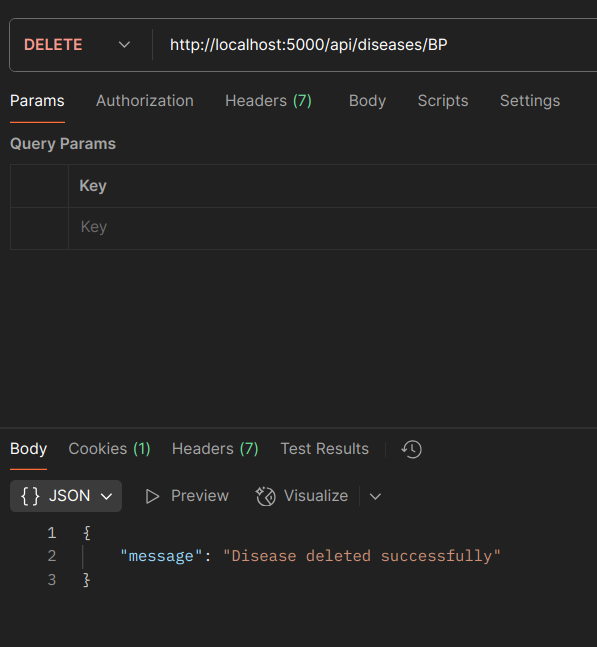 DELETE http://localhost:5000/api/diseases/BP
Params Authorization Headers (7) Body Scripts Settings
Query Params
Key
Key
Body Cookies (1) Headers (7) Test Results
{ } JSON Preview Visualize
1 {
2 "message": "Disease deleted successfully"
3 }